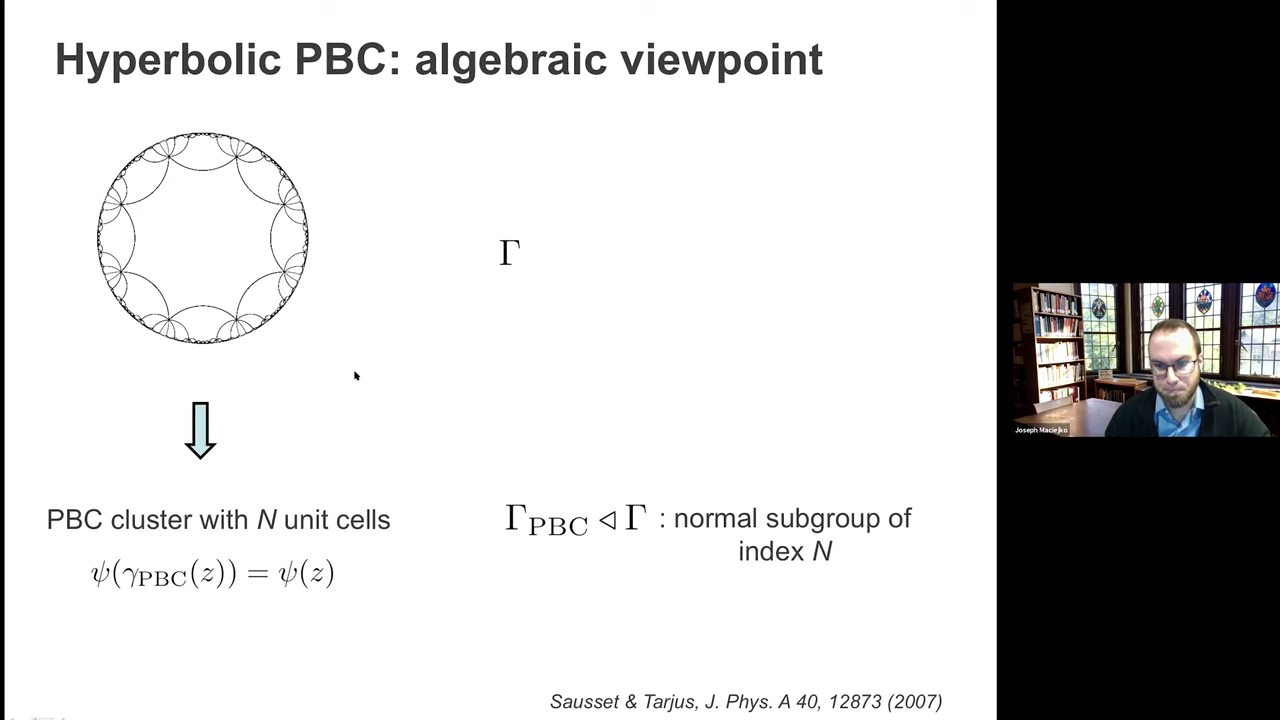 Hyperbolic PBC: algebraic viewpoint
Γ
PBC cluster with N unit cells
ψ(γ_PBC(z)) = ψ(z)
Γ_PBC ◁ Γ : normal subgroup of
index N
Sausset & Tarjus, J. Phys. A 40, 12873 (2007)
Joseph Maciejko